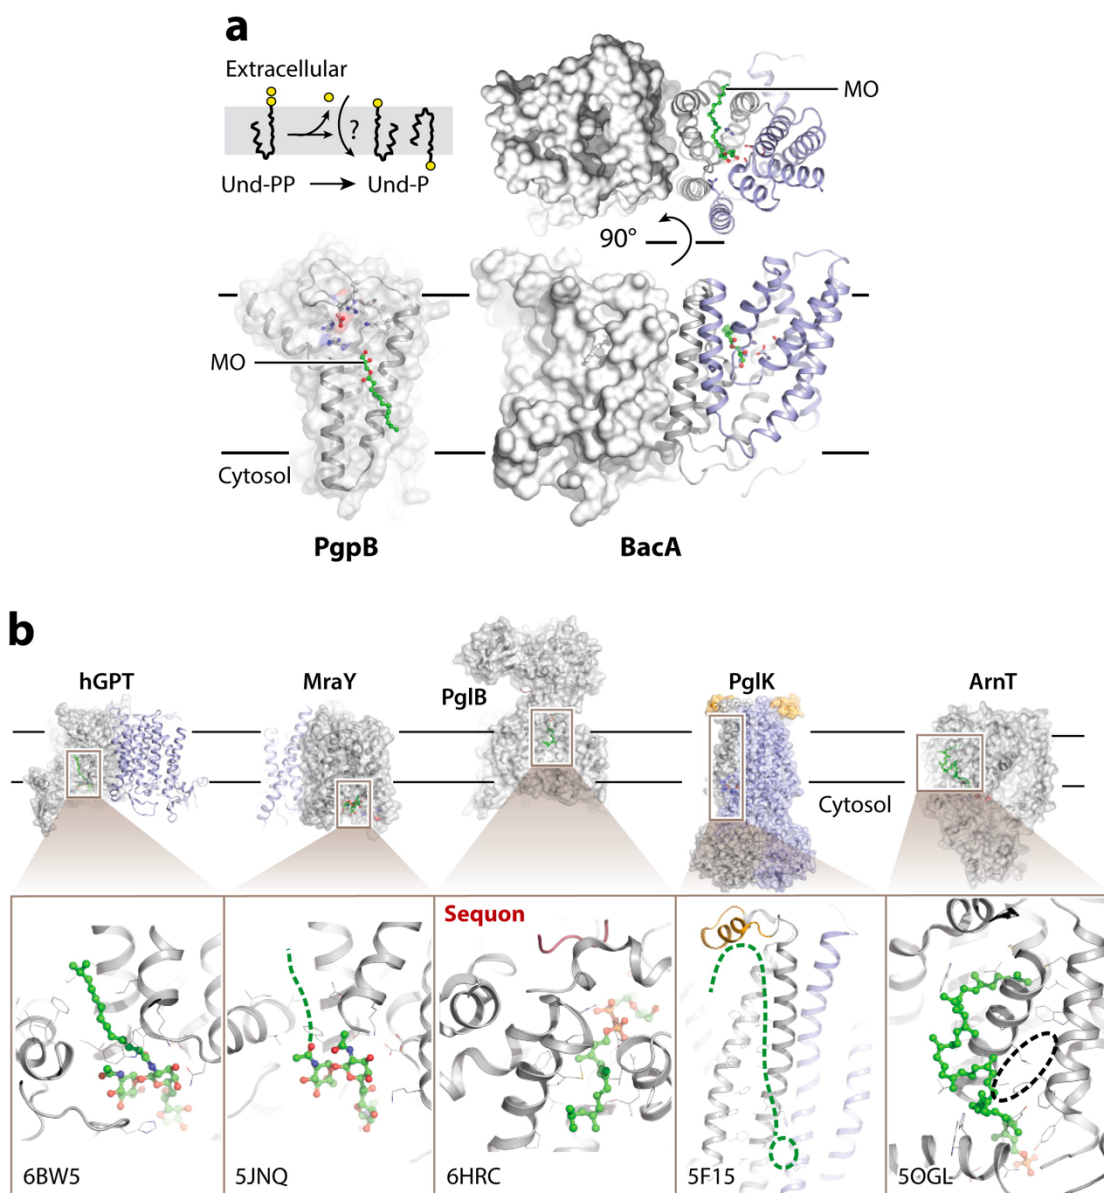 a
Extracellular
?
Und-PP
Und-P
MO
90°
MO
Cytosol
PgpB
BacA
b
hGPT
MraY
PglB
PglK
ArnT
Cytosol
Sequon
6BW5
5JNQ
6HRC
5F15
5OGL